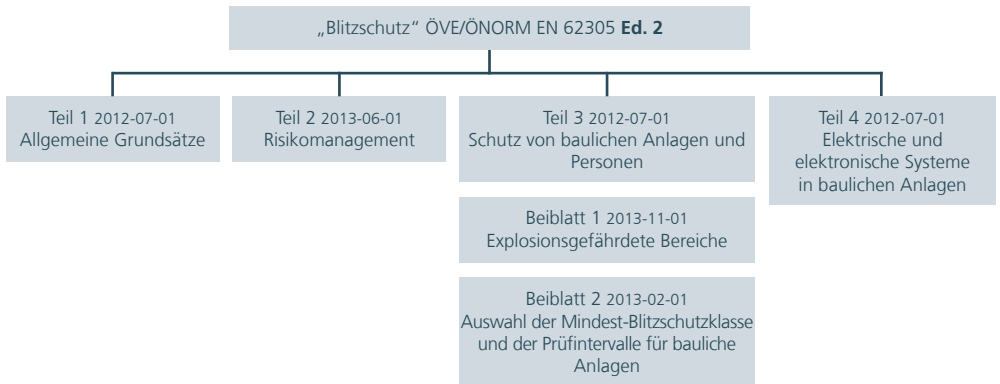 „Blitzschutz“ ÖVE/ÖNORM EN 62305 Ed. 2
Teil 1 2012-07-01
Allgemeine Grundsätze
Teil 2 2013-06-01
Risikomanagement
Teil 3 2012-07-01
Schutz von baulichen Anlagen und
Personen
Teil 4 2012-07-01
Elektrische und
elektronische Systeme
in baulichen Anlagen
Beiblatt 1 2013-11-01
Explosionsgefährdete Bereiche
Beiblatt 2 2013-02-01
Auswahl der Mindest-Blitzschutzklasse
und der Prüfintervalle für bauliche
Anlagen